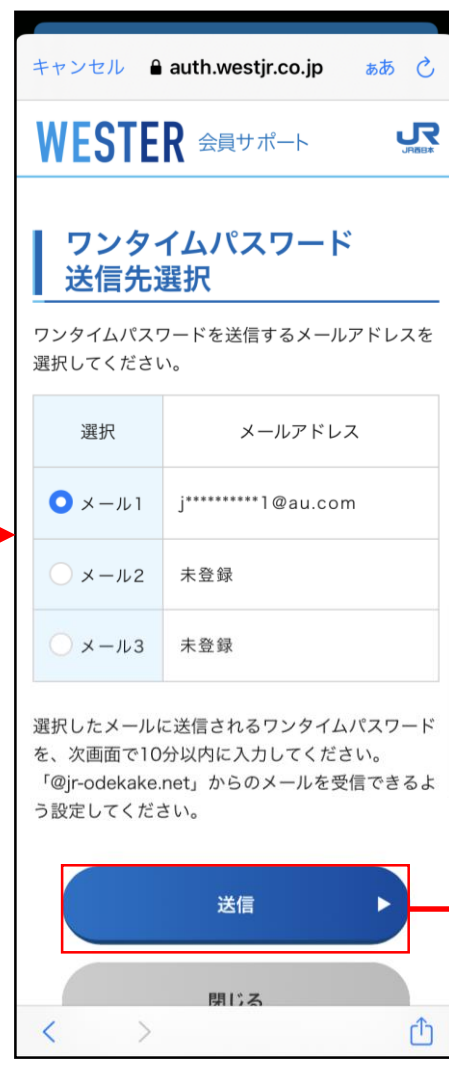 キャンセル auth.westjr.co.jp ぁあ
WESTER 会員サポート JR JR西日本
ワンタイムパスワード
送信先選択
ワンタイムパスワードを送信するメールアドレスを
選択してください。
選択 メールアドレス
メール1 j**********1@au.com
メール2 未登録
メール3 未登録
選択したメールに送信されるワンタイムパスワード
を、次画面で10分以内に入力してください。
「@jr-odekake.net」からのメールを受信できるよ
う設定してください。
送信
閉じる